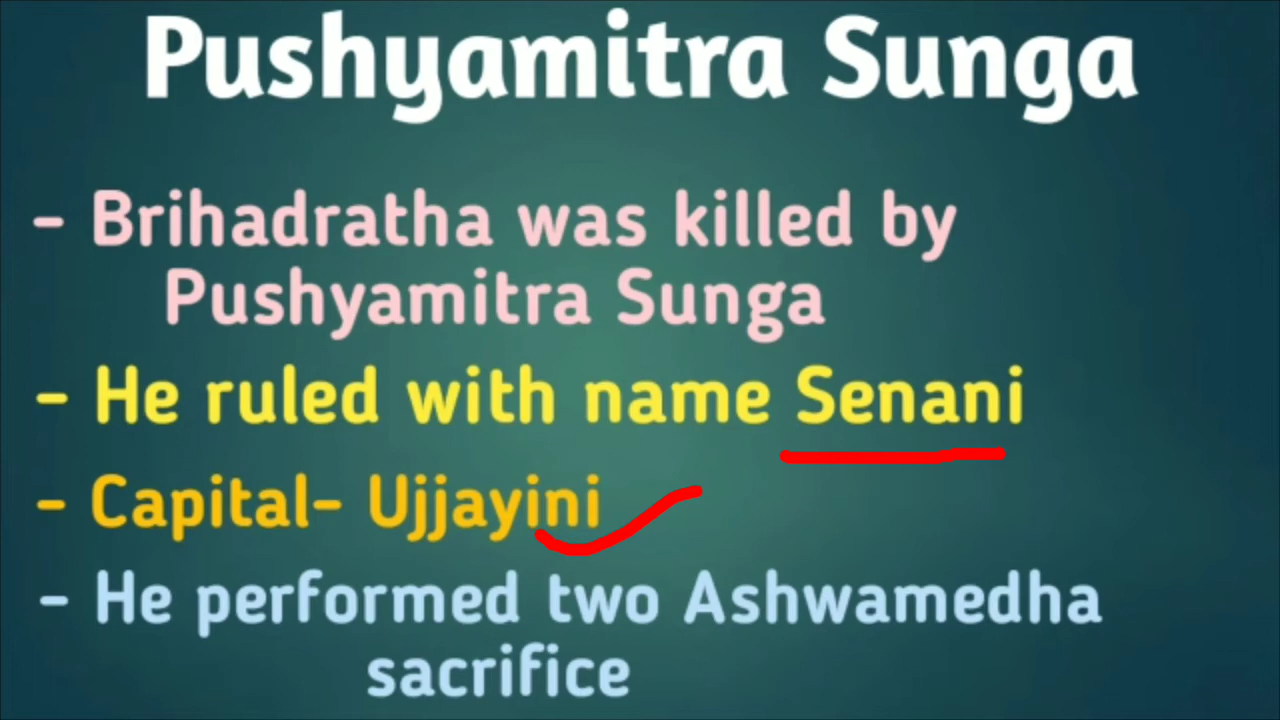 Pushyamitra Sunga
- Brihadratha was killed by
Pushyamitra Sunga
- He ruled with name Senani
- Capital- Ujjayini
- He performed two Ashwamedha
sacrifice